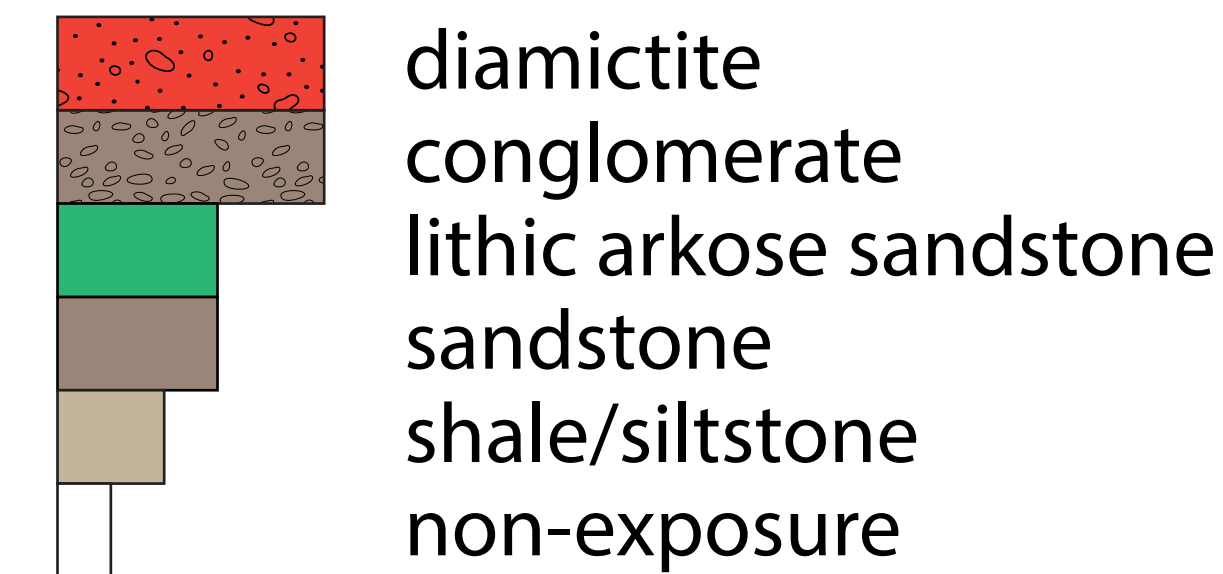 diamictite
conglomerate
lithic arkose sandstone
sandstone
shale/siltstone
non-exposure